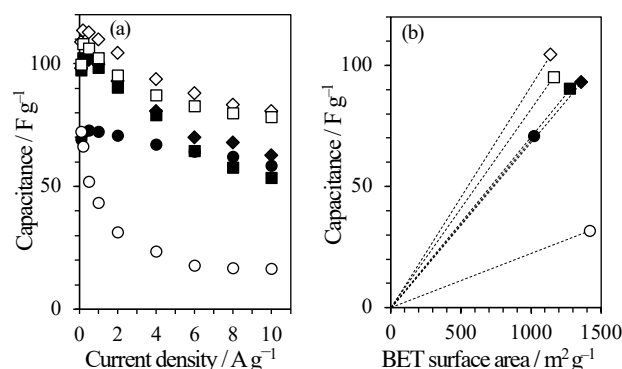 (a)
100
50
0
0 2 4 6 8 10
Capacitance / F g⁻¹
Current density / A g⁻¹
(b)
100
50
0
0 500 1000 1500
Capacitance / F g⁻¹
BET surface area / m² g⁻¹